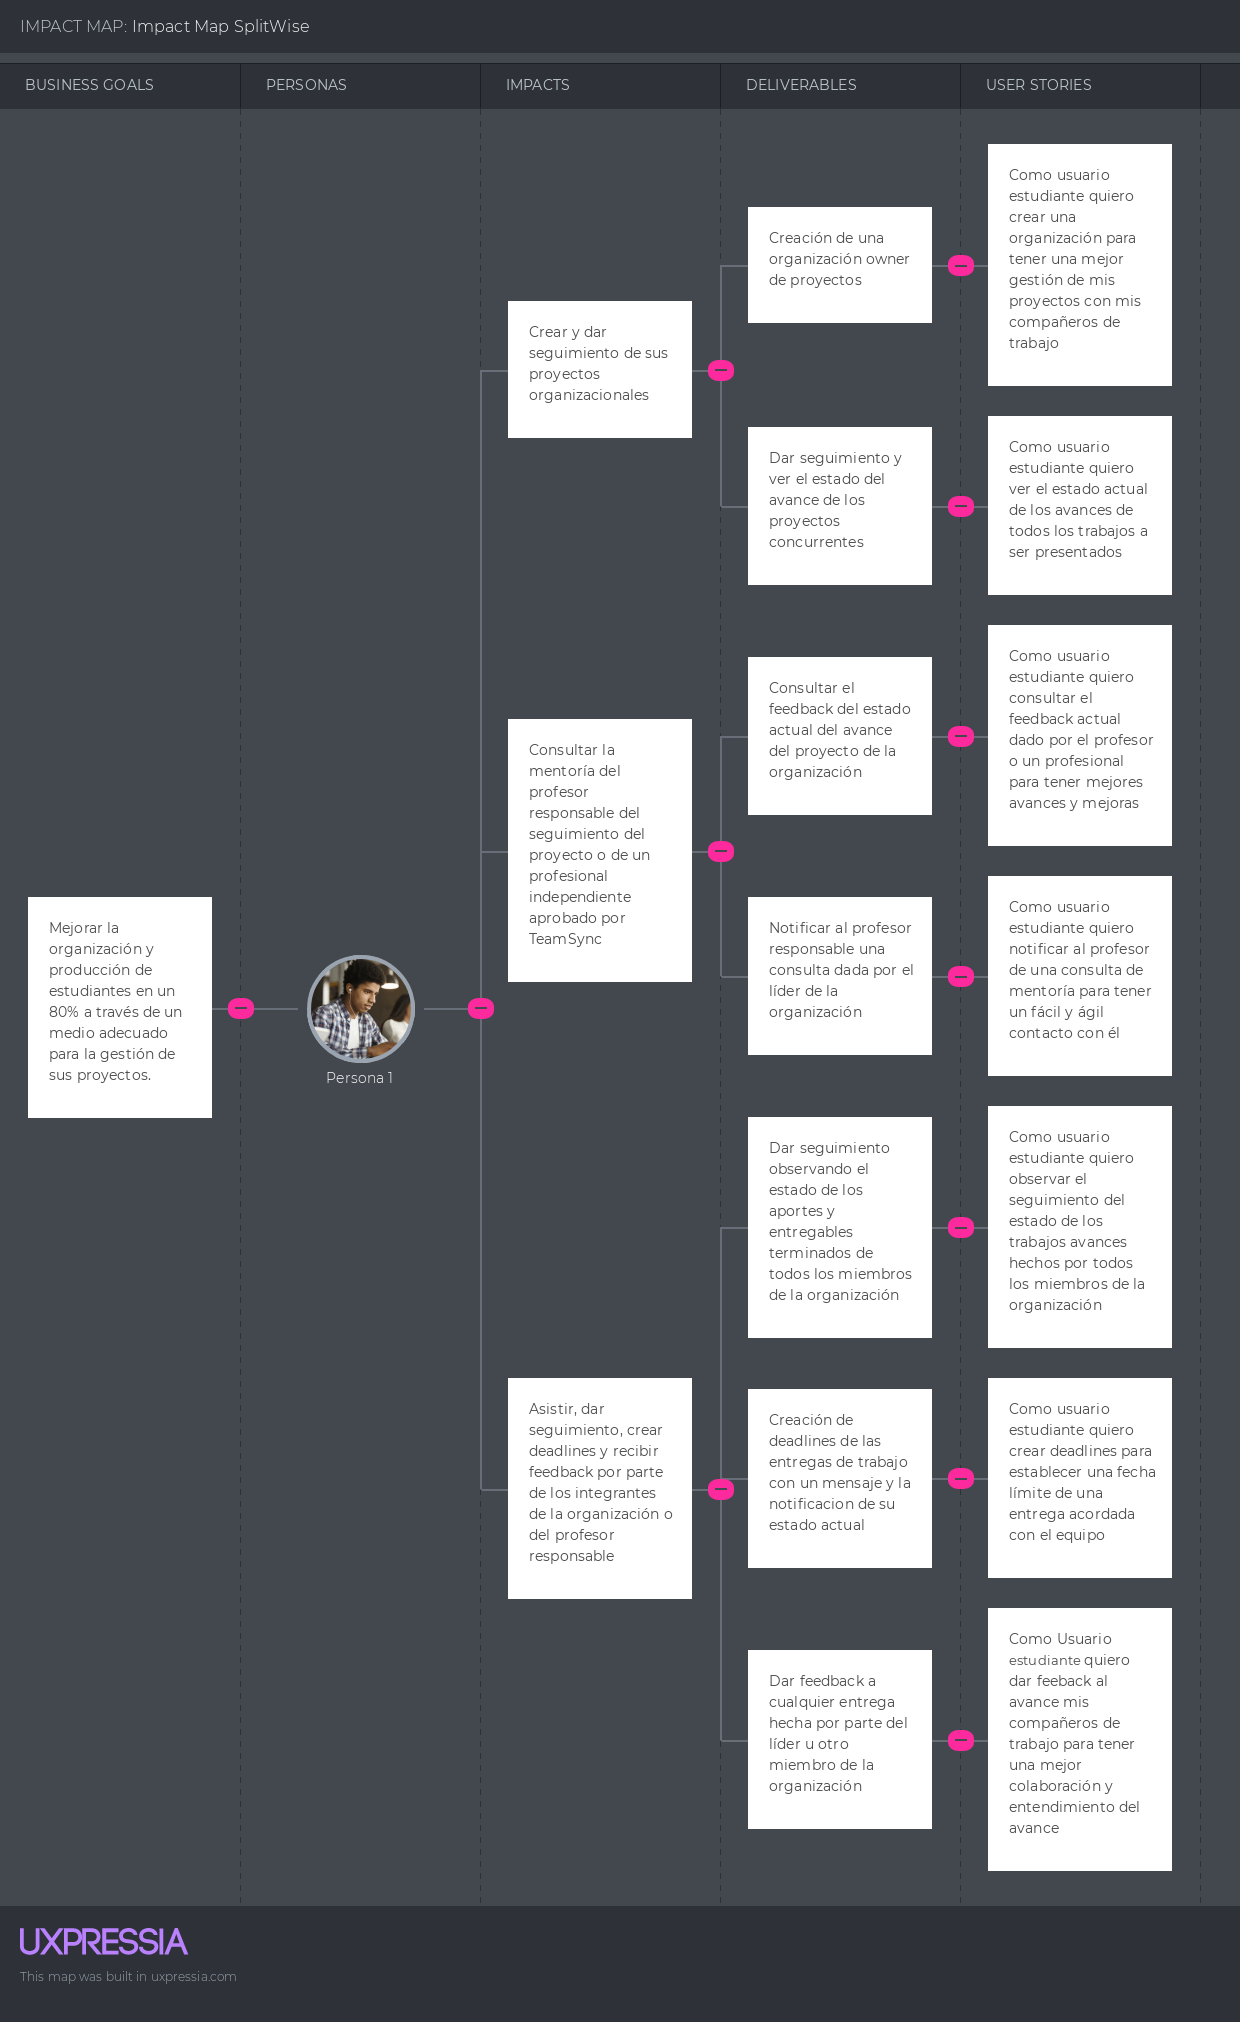 IMPACT MAP: Impact Map SplitWise
BUSINESS GOALS
PERSONAS
IMPACTS
DELIVERABLES
USER STORIES
Mejorar la
organización y
producción de
estudiantes en un
80% a través de un
medio adecuado
para la gestión de
sus proyectos.
Persona 1
Crear y dar
seguimiento de sus
proyectos
organizacionales
Creación de una
organización owner
de proyectos
Como usuario
estudiante quiero
crear una
organización para
tener una mejor
gestión de mis
proyectos con mis
compañeros de
trabajo
Dar seguimiento y
ver el estado del
avance de los
proyectos
concurrentes
Como usuario
estudiante quiero
ver el estado actual
de los avances de
todos los trabajos a
ser presentados
Consultar la
mentoría del
profesor
responsable del
seguimiento del
proyecto o de un
profesional
independiente
aprobado por
TeamSync
Consultar el
feedback del estado
actual del avance
del proyecto de la
organización
Como usuario
estudiante quiero
consultar el
feedback actual
dado por el profesor
o un profesional
para tener mejores
avances y mejoras
Notificar al profesor
responsable una
consulta dada por el
líder de la
organización
Como usuario
estudiante quiero
notificar al profesor
de una consulta de
mentoría para tener
un fácil y ágil
contacto con él
Asistir, dar
seguimiento, crear
deadlines y recibir
feedback por parte
de los integrantes
de la organización o
del profesor
responsable
Dar seguimiento
observando el
estado de los
aportes y
entregables
terminados de
todos los miembros
de la organización
Como usuario
estudiante quiero
observar el
seguimiento del
estado de los
trabajos avances
hechos por todos
los miembros de la
organización
Creación de
deadlines de las
entregas de trabajo
con un mensaje y la
notificacion de su
estado actual
Como usuario
estudiante quiero
crear deadlines para
establecer una fecha
límite de una
entrega acordada
con el equipo
Dar feedback a
cualquier entrega
hecha por parte del
líder u otro
miembro de la
organización
Como Usuario
estudiante quiero
dar feeback al
avance mis
compañeros de
trabajo para tener
una mejor
colaboración y
entendimiento del
avance
UXPRESSIA
This map was built in uxpressia.com